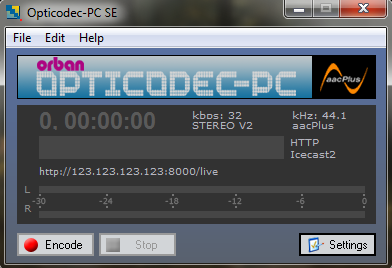 Opticodec-PC SE
File Edit Help
orban
OPTICODEC-PC
aacPlus
0. 00:00:00
kbps: 32 kHz: 44.1
STEREO V2 aacPlus
HTTP
Icecast2
http://123.123.123.123:8000/live
L
-30 -24 -18 -12 -6 0
R
Encode Stop Settings